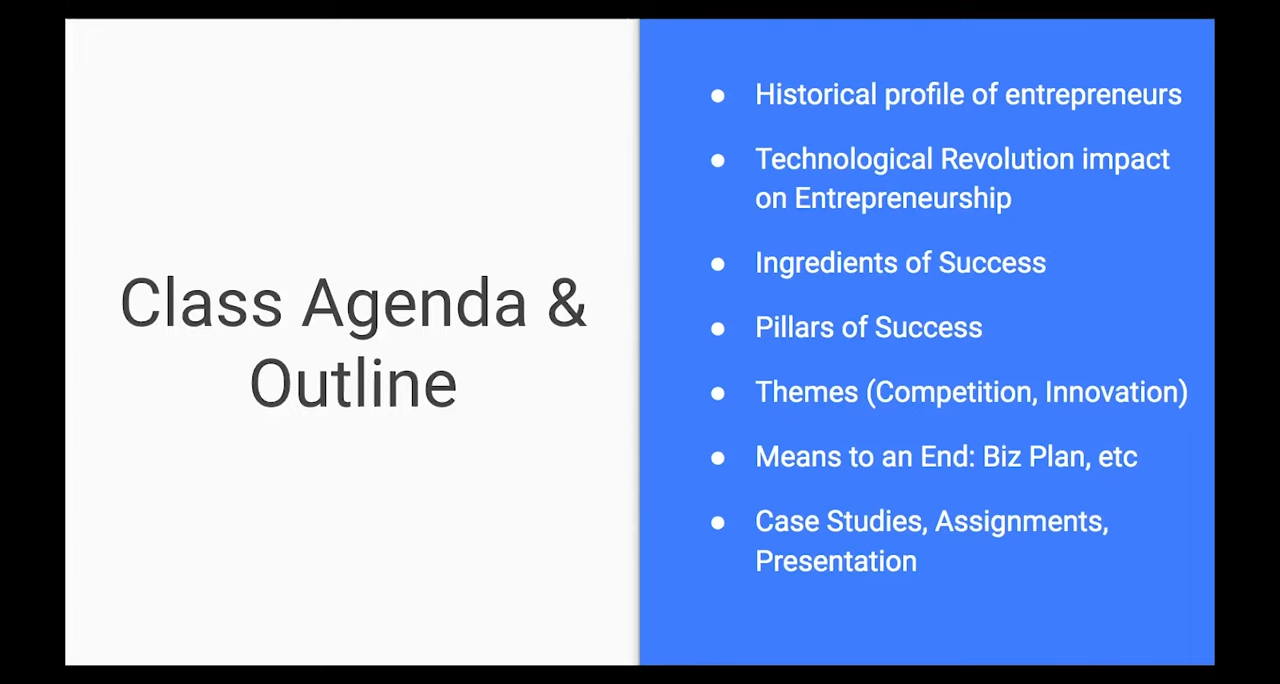 Class Agenda &
Outline
● Historical profile of entrepreneurs
● Technological Revolution impact
on Entrepreneurship
● Ingredients of Success
● Pillars of Success
● Themes (Competition, Innovation)
● Means to an End: Biz Plan, etc
● Case Studies, Assignments,
Presentation